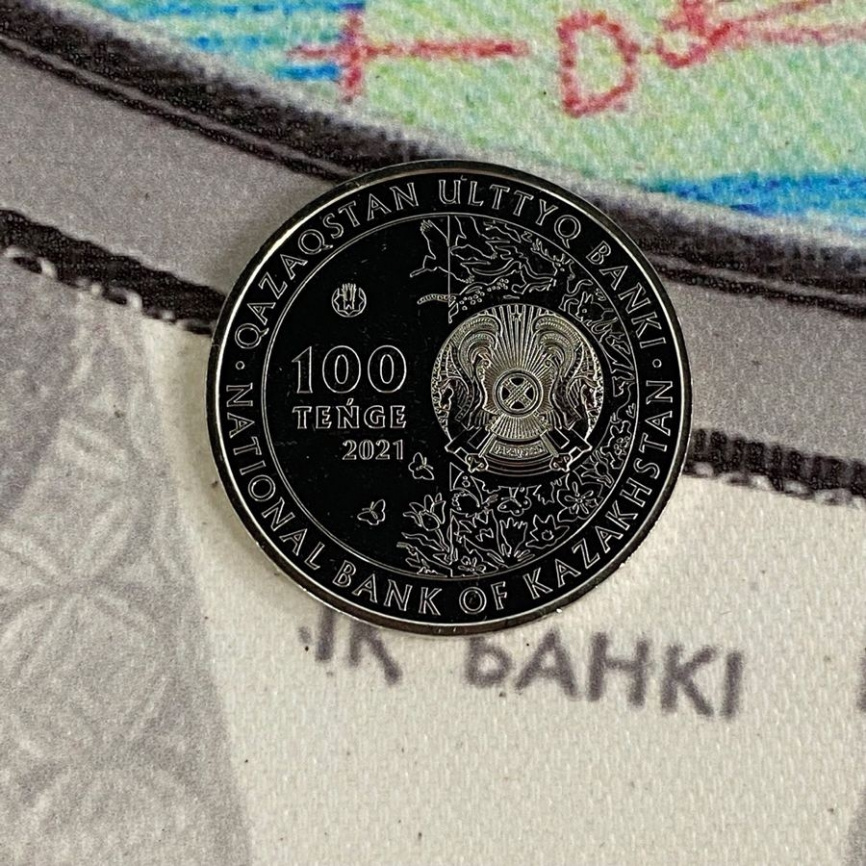 QAZAQSTAN ULTTYQ BANKI
100
TEŃGE
2021
NATIONAL BANK OF KAZAKHSTAN
БАНКІ